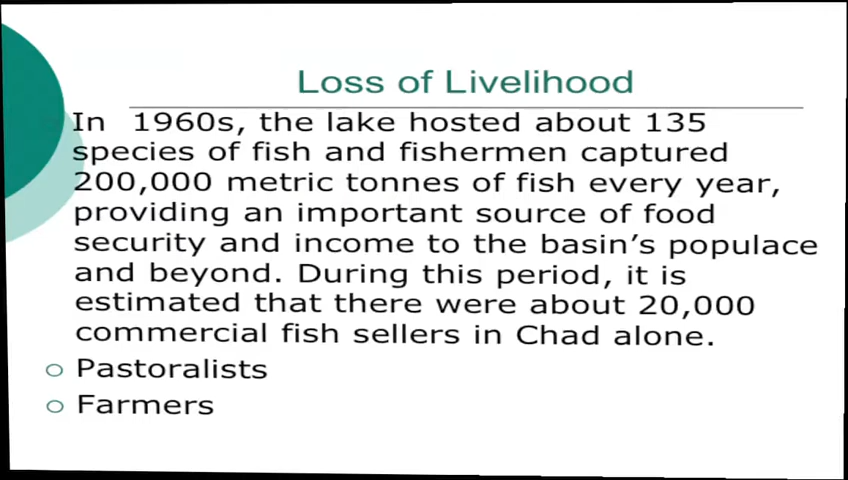 Loss of Livelihood
In 1960s, the lake hosted about 135
species of fish and fishermen captured
200,000 metric tonnes of fish every year,
providing an important source of food
security and income to the basin's populace
and beyond. During this period, it is
estimated that there were about 20,000
commercial fish sellers in Chad alone.
Pastoralists
Farmers